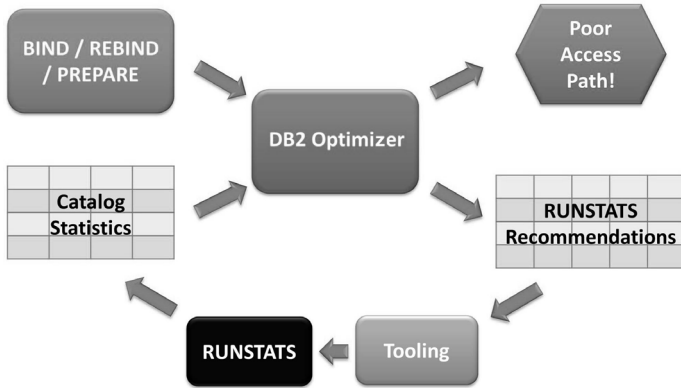 BIND / REBIND
/ PREPARE
Poor
Access
Path!
DB2 Optimizer
Catalog
Statistics
RUNSTATS
Recommendations
RUNSTATS
Tooling